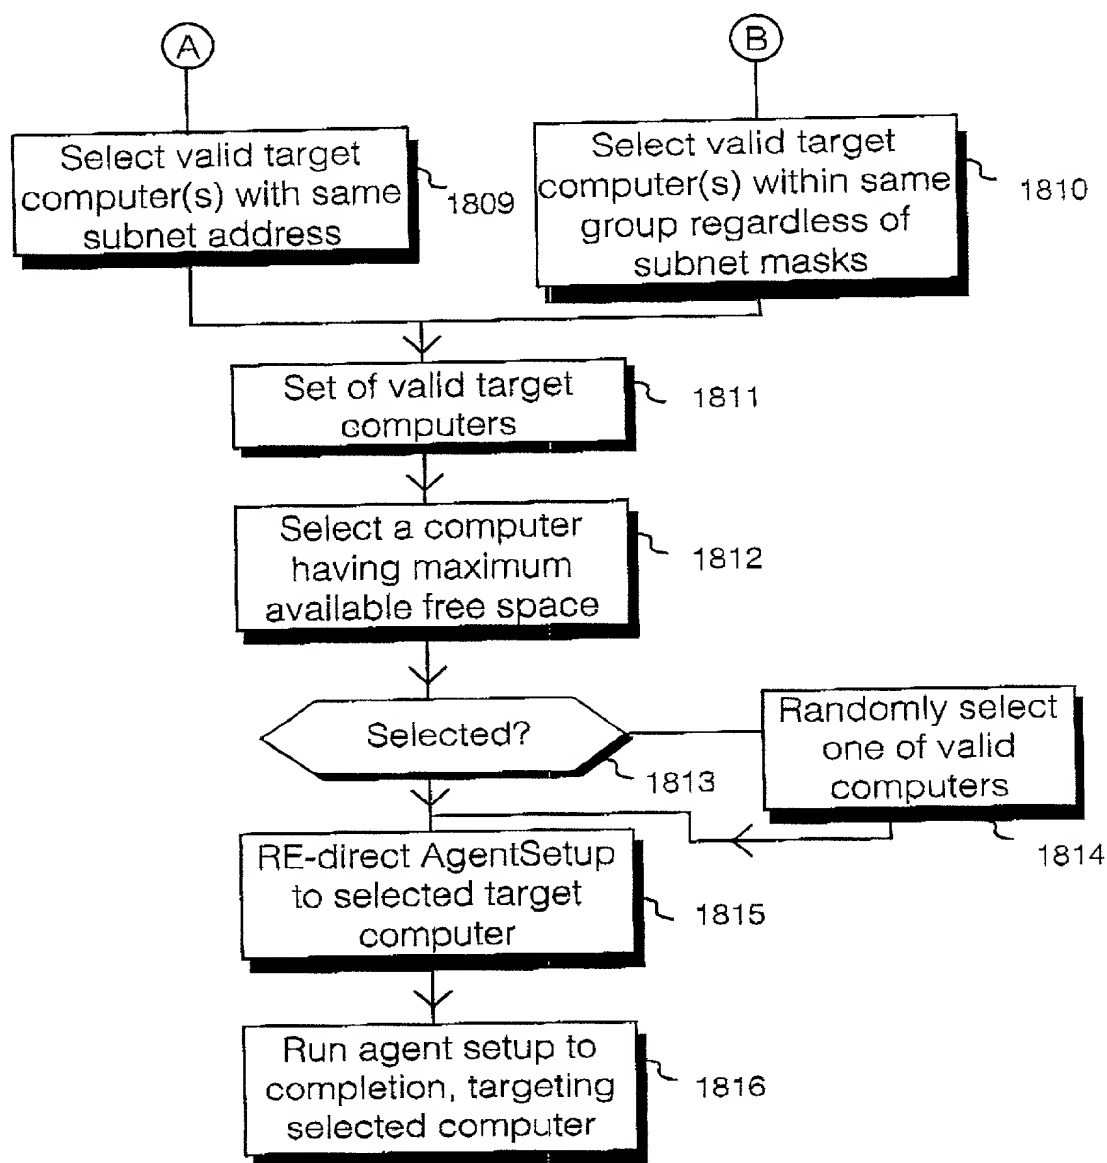 A
B
Select valid target
computer(s) with same
subnet address
1809
Select valid target
computer(s) within same
group regardless of
subnet masks
1810
Set of valid target
computers
1811
Select a computer
having maximum
available free space
1812
Selected?
1813
Randomly select
one of valid
computers
1814
RE-direct AgentSetup
to selected target
computer
1815
Run agent setup to
completion, targeting
selected computer
1816